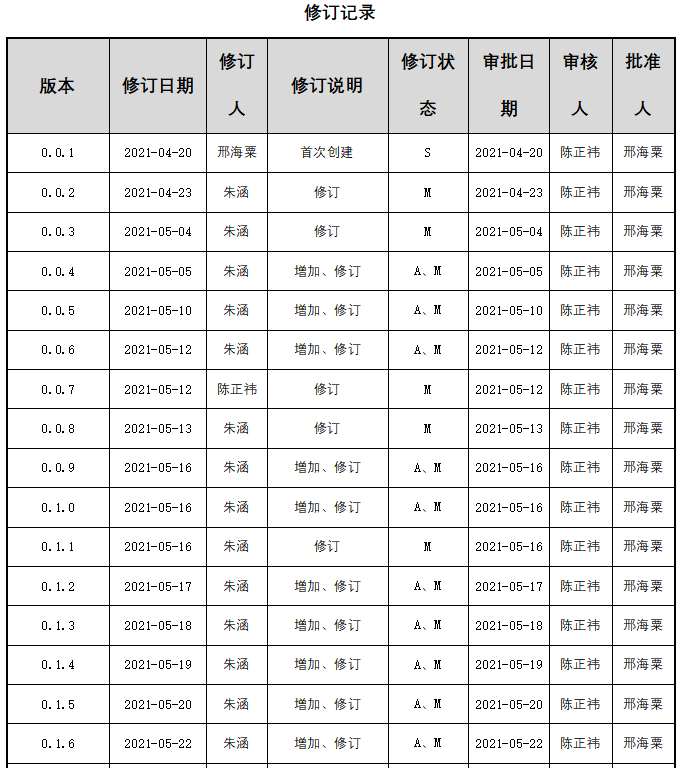 修订记录
版本 修订日期 修订人 修订说明 修订状态 审批日期 审核人 批准人
0.0.1 2021-04-20 邢海粟 首次创建 S 2021-04-20 陈正祎 邢海粟
0.0.2 2021-04-23 朱涵 修订 M 2021-04-23 陈正祎 邢海粟
0.0.3 2021-05-04 朱涵 修订 M 2021-05-04 陈正祎 邢海粟
0.0.4 2021-05-05 朱涵 增加、修订 A、M 2021-05-05 陈正祎 邢海粟
0.0.5 2021-05-10 朱涵 增加、修订 A、M 2021-05-10 陈正祎 邢海粟
0.0.6 2021-05-12 朱涵 增加、修订 A、M 2021-05-12 陈正祎 邢海粟
0.0.7 2021-05-12 陈正祎 修订 M 2021-05-12 陈正祎 邢海粟
0.0.8 2021-05-13 朱涵 修订 M 2021-05-13 陈正祎 邢海粟
0.0.9 2021-05-16 朱涵 增加、修订 A、M 2021-05-16 陈正祎 邢海粟
0.1.0 2021-05-16 朱涵 增加、修订 A、M 2021-05-16 陈正祎 邢海粟
0.1.1 2021-05-16 朱涵 修订 M 2021-05-16 陈正祎 邢海粟
0.1.2 2021-05-17 朱涵 增加、修订 A、M 2021-05-17 陈正祎 邢海粟
0.1.3 2021-05-18 朱涵 增加、修订 A、M 2021-05-18 陈正祎 邢海粟
0.1.4 2021-05-19 朱涵 增加、修订 A、M 2021-05-19 陈正祎 邢海粟
0.1.5 2021-05-20 朱涵 增加、修订 A、M 2021-05-20 陈正祎 邢海粟
0.1.6 2021-05-22 朱涵 增加、修订 A、M 2021-05-22 陈正祎 邢海粟